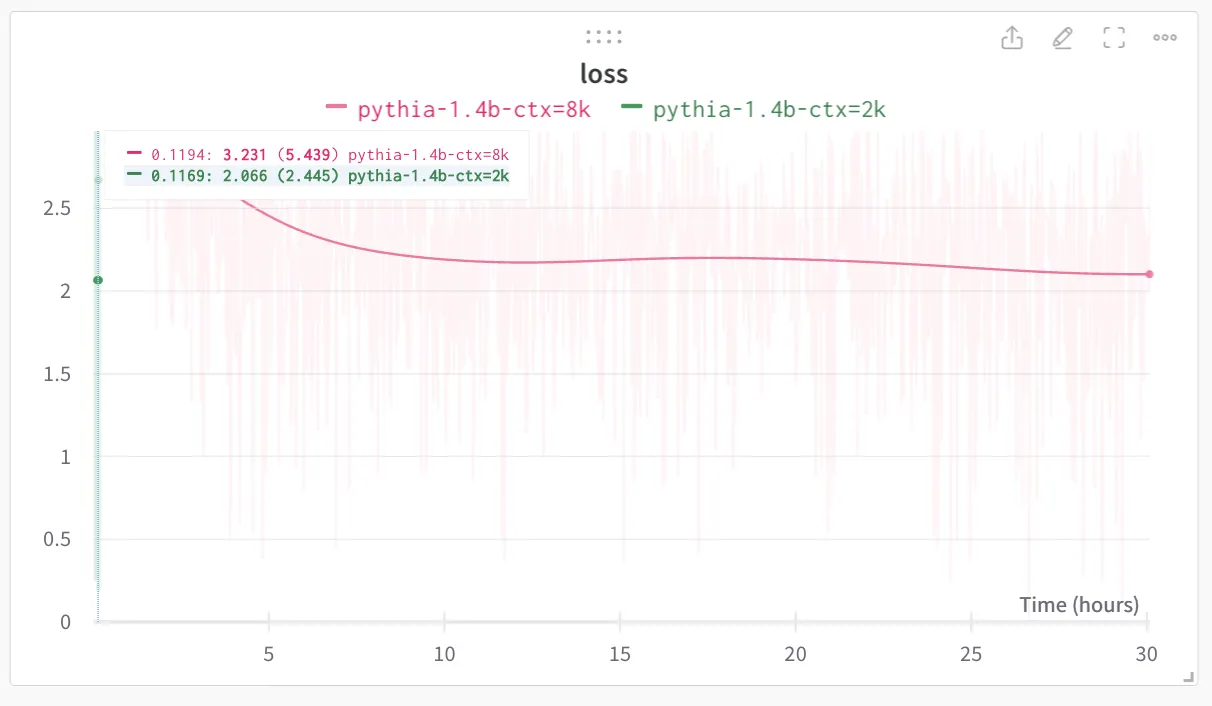 loss
pythia-1.4b-ctx=8k pythia-1.4b-ctx=2k
0.1194: 3.231 (5.439) pythia-1.4b-ctx=8k
0.1169: 2.066 (2.445) pythia-1.4b-ctx=2k
2.5
2
1.5
1
0.5
Time (hours)
0
5 10 15 20 25 30